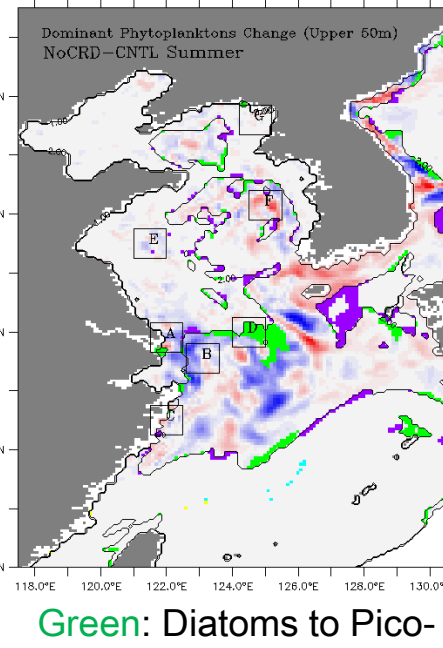 Dominant Phytoplanktons Change (Upper 50m)
NoCRD-CNTL Summer
G
F
E
A
D
B
118.0°E 120.0°E 122.0°E 124.0°E 126.0°E 128.0°E 130.0°
Green: Diatoms to Pico-